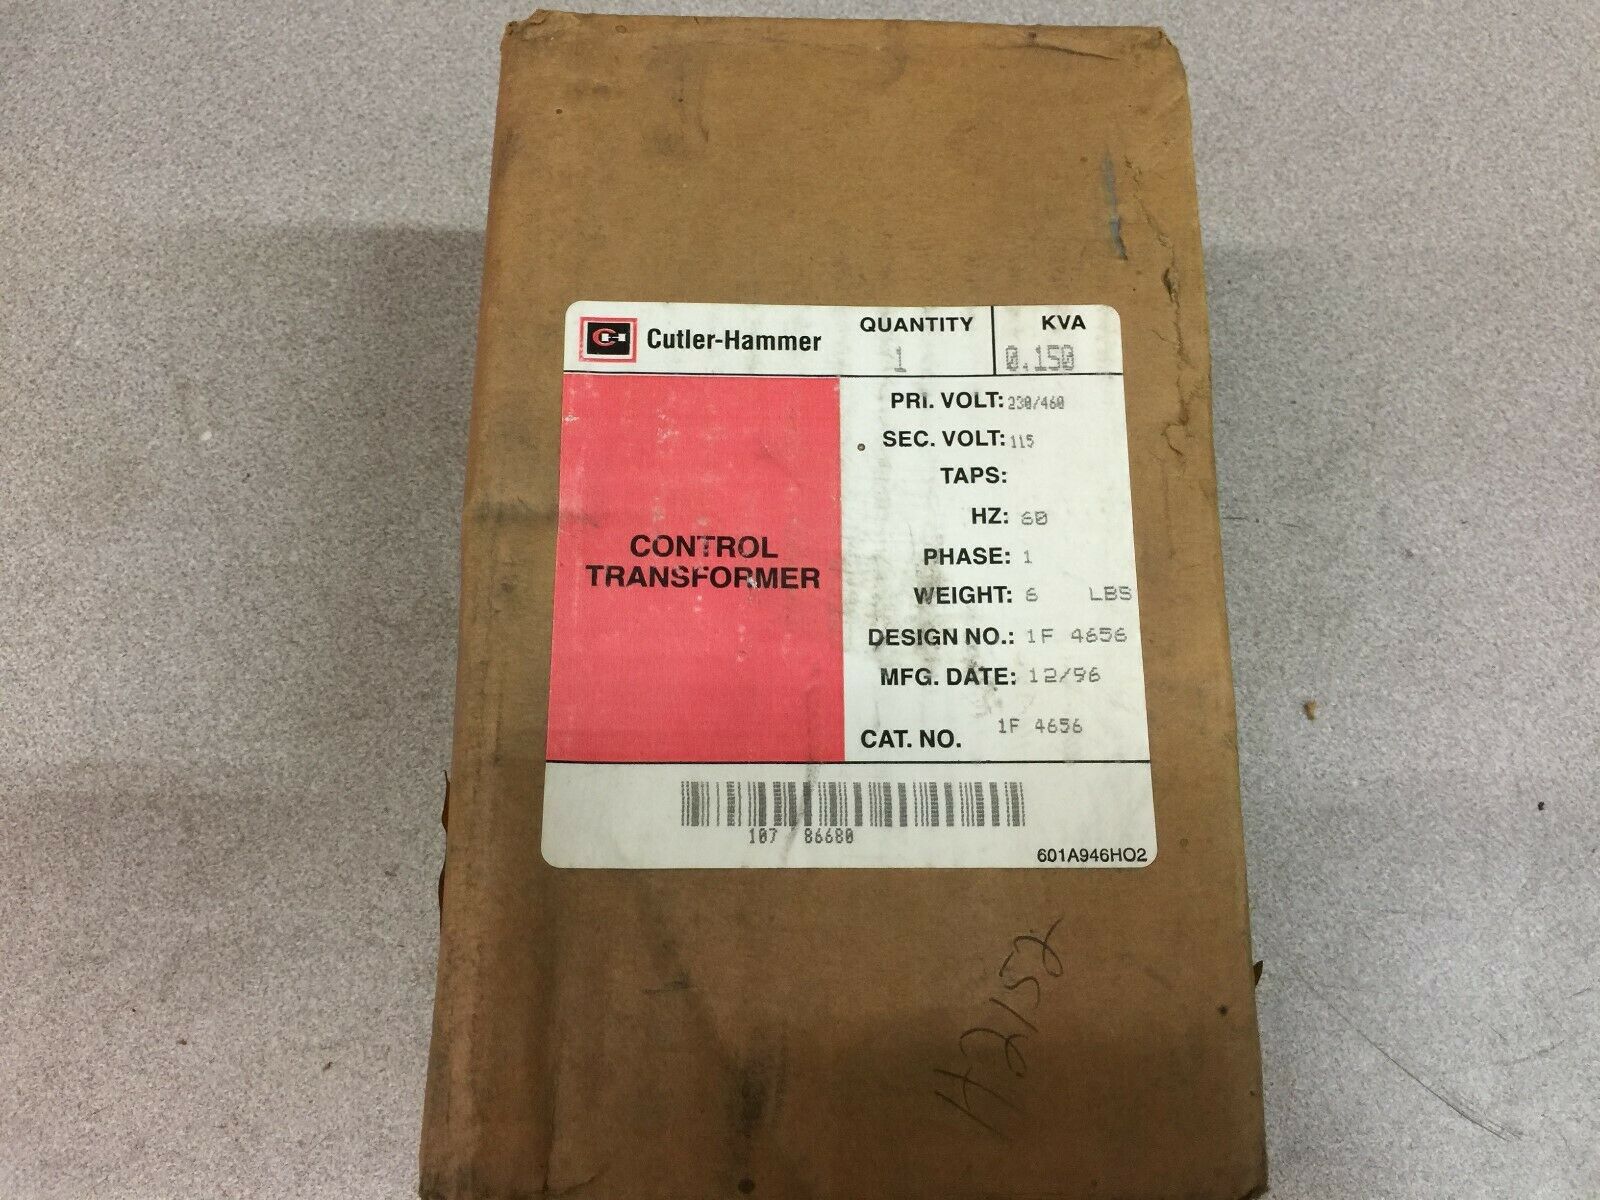 CH Cutler-Hammer
QUANTITY
1
KVA
0.150
PRI. VOLT: 230/460
SEC. VOLT: 115
TAPS:
HZ: 60
PHASE: 1
WEIGHT: 6 LBS
DESIGN NO.: 1F 4656
MFG. DATE: 12/96
CAT. NO. 1F 4656
CONTROL
TRANSFORMER
107 86680
601A946HO2
42152